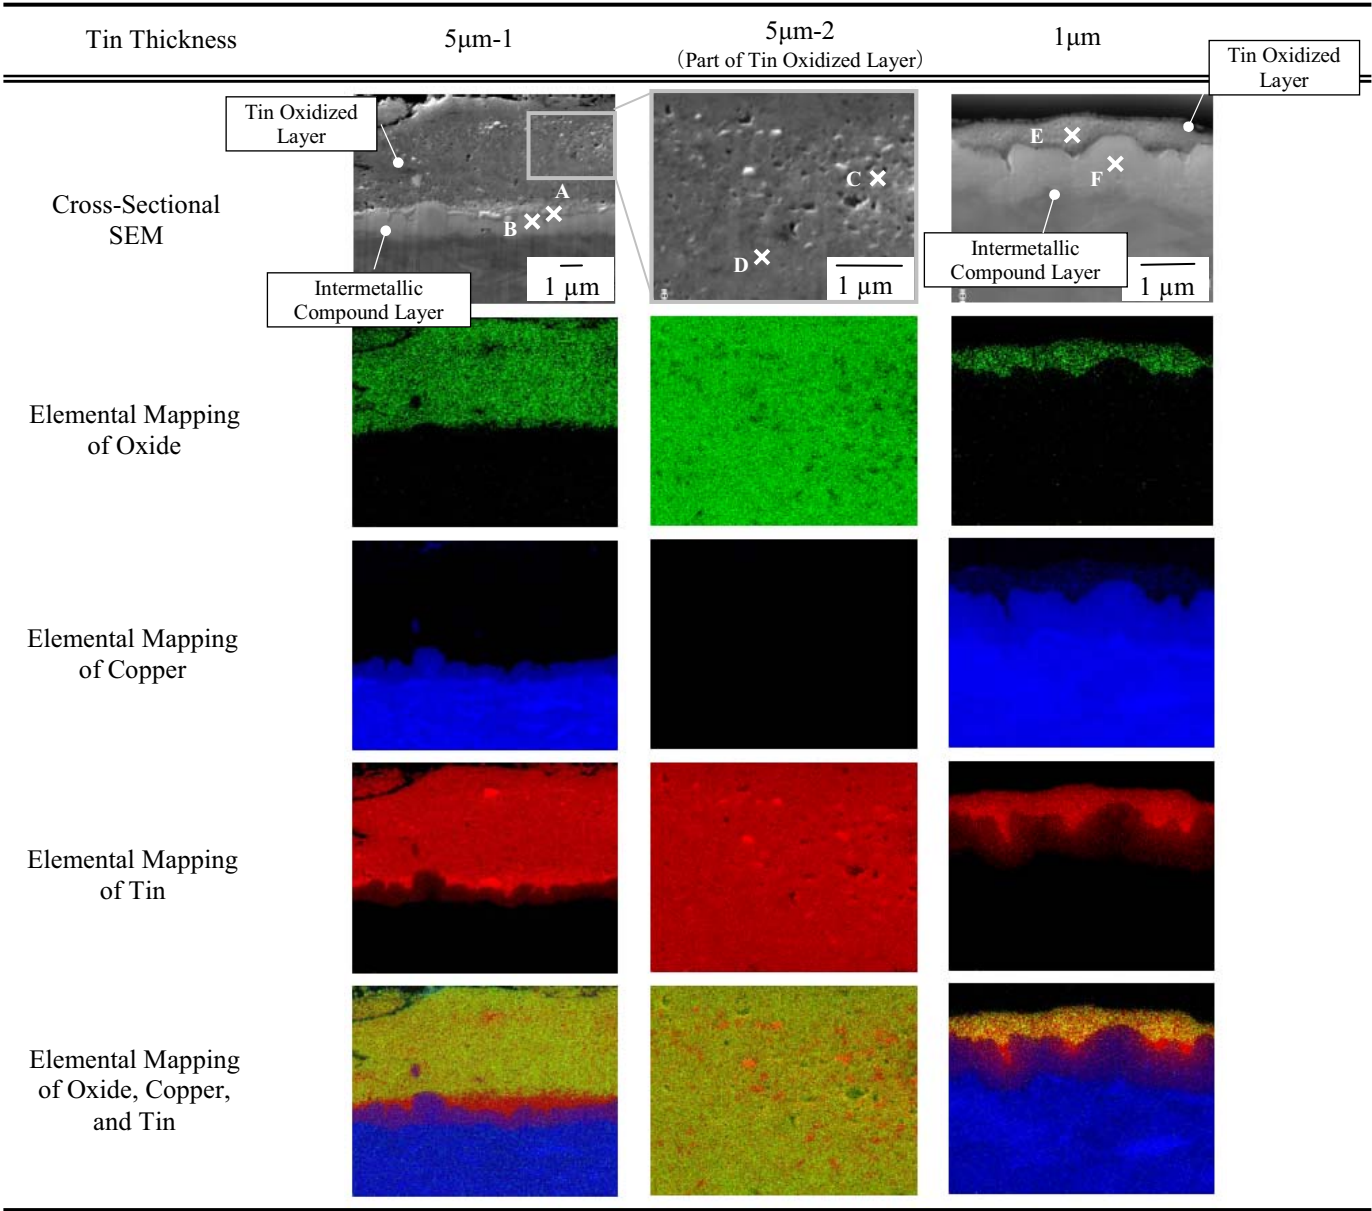 Tin Thickness
5μm-1
5μm-2
(Part of Tin Oxidized Layer)
1μm
Tin Oxidized
Layer
Tin Oxidized
Layer
Cross-Sectional
SEM
A
B
C
D
E
F
Intermetallic
Compound Layer
Intermetallic
Compound Layer
1 μm
1 μm
1 μm
Elemental Mapping
of Oxide
Elemental Mapping
of Copper
Elemental Mapping
of Tin
Elemental Mapping
of Oxide, Copper,
and Tin